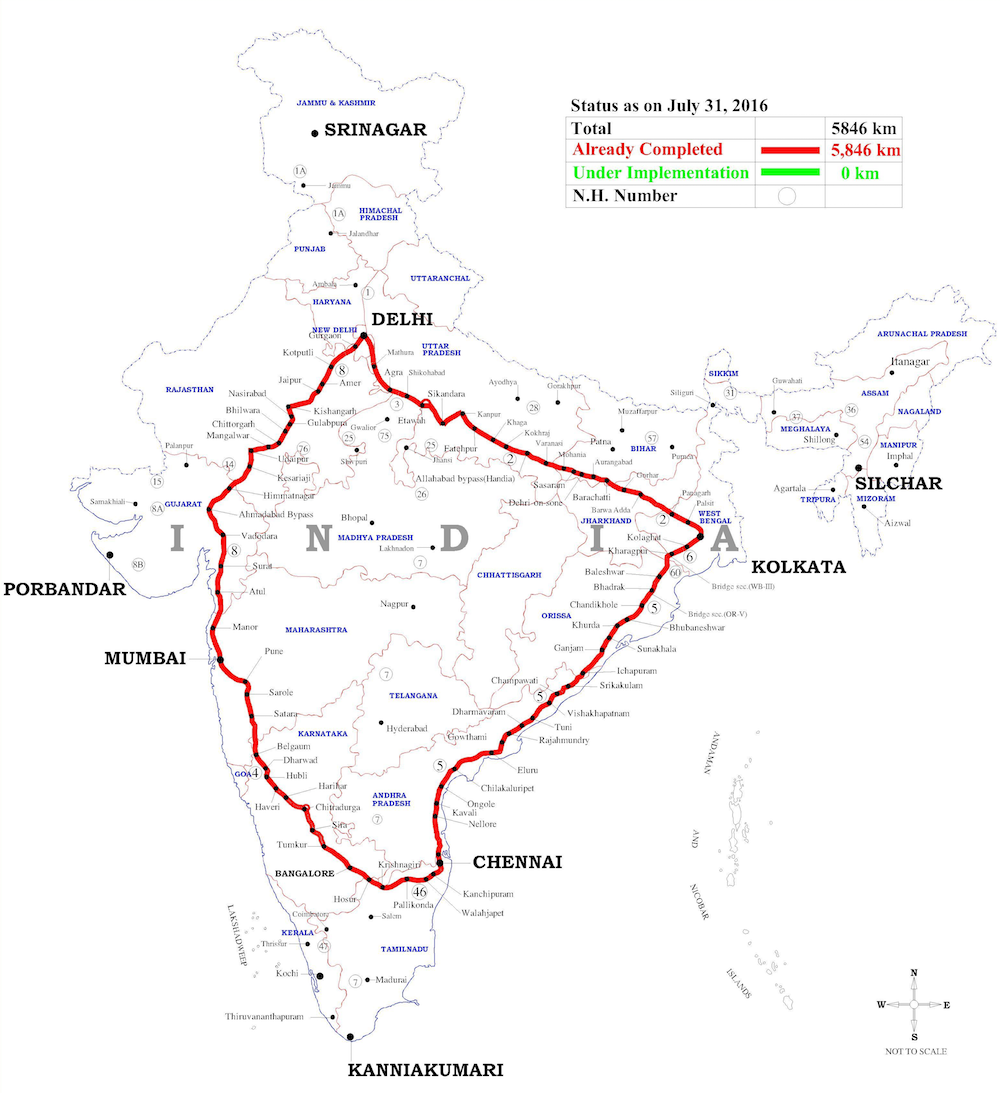 Status as on July 31, 2016
Total 5846 km
Already Completed 5,846 km
Under Implementation 0 km
N.H. Number
JAMMU & KASHMIR
SRINAGAR
1A
Jammu
1A
HIMACHAL
PRADESH
Jalandhar
PUNJAB
UTTARANCHAL
Ambala
1
HARYANA
DELHI
NEW DELHI
Gurgaon
UTTAR
PRADESH
ARUNACHAL PRADESH
Kotputli
Mathura
8
Agra
Shikohabad
SIKKIM
Itanagar
Jaipur
Amer
Ayodhya
Gorakhpur
Siliguri
31
Guwahati
ASSAM
RAJASTHAN
Nasirabad
Sikandara
3
28
Bhilwara
Kishangarh
Gulabpura
Etawah
Kanpur
Muzaffarpur
37
36
NAGALAND
Chittorgarh
Gwalior
Khaga
MEGHALAYA
Mangalwar
25
75
Kokhraj
Patna
57
Shillong
54
MANIPUR
Palanpur
76
25
Fatehpur
Varanasi
BIHAR
Imphal
Udaipur
Shivpuri
Jhansi
2
Mohania
Purnea
14
Aurangabad
SILCHAR
15
Kesariaji
Allahabad bypass(Handia)
Sasaram
Gurhar
Agartala
Himmatnagar
26
Dehri-on-sone
Barachatti
Panagarh
TRIPURA
MIZORAM
Samakhiali
8A
GUJARAT
Barwa Adda
Palsit
Ahmadabad Bypass
Bhopal
JHARKHAND
2
WEST
BENGAL
Aizwal
I N D I A
Vadodara
MADHYA PRADESH
Kolaghat
8
Lakhnadon
Kharagpur
6
8B
7
KOLKATA
Surat
CHHATTISGARH
Baleshwar
60
PORBANDAR
Atul
Bhadrak
Bridge sec.(WB-III)
Nagpur
Chandikhole
5
Bridge sec.(OR-V)
ORISSA
Manor
MAHARASHTRA
Khurda
Bhubaneshwar
Pune
Ganjam
Sunakhala
MUMBAI
7
Champawati
Ichapuram
Sarole
TELANGANA
5
Srikakulam
Satara
Dharmavaram
Vishakhapatnam
Hyderabad
Tuni
KARNATAKA
Gowthami
Rajahmundry
Belgaum
Dharwad
5
Eluru
GOA
4
Hubli
Harihar
Chilakaluripet
Haveri
Chitradurga
ANDHRA
PRADESH
Ongole
Kavali
Sira
7
Nellore
Tumkur
BANGALORE
Krishnagiri
CHENNAI
Hosur
46
Kanchipuram
Pallikonda
Walahjapet
Coimbatore
Salem
KERALA
Thrissur
47
TAMILNADU
Kochi
7
Madurai
Thiruvananthapuram
KANNIAKUMARI
LAKSHADWEEP
ANDAMAN
AND
NICOBAR
ISLANDS
N
W E
S
NOT TO SCALE